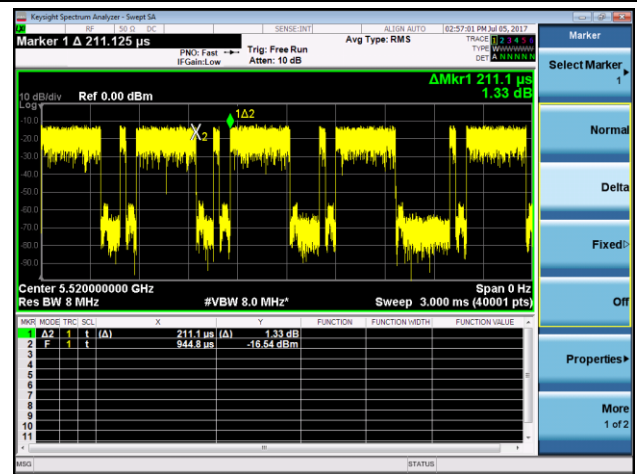 Keysight Spectrum Analyzer - Swept SA
RF 50 Ω DC SENSE:INT ALIGN AUTO 02:57:01 PM Jul 05, 2017
Marker 1 Δ 211.125 µs
PNO: Fast
IFGain:Low
Trig: Free Run
Atten: 10 dB
Avg Type: RMS
TRACE 1 2 3 4 5 6
TYPE WWWWWW
DET A N N N N N
ΔMkr1 211.1 µs
1.33 dB
10 dB/div Ref 0.00 dBm
Log
-10.0
-20.0
-30.0
-40.0
-50.0
-60.0
-70.0
-80.0
-90.0
X2
1Δ2
Center 5.520000000 GHz Span 0 Hz
Res BW 8 MHz #VBW 8.0 MHz* Sweep 3.000 ms (40001 pts)
MKR MODE TRC SCL X Y FUNCTION FUNCTION WIDTH FUNCTION VALUE
1 Δ2 1 t (Δ) 211.1 µs (Δ) 1.33 dB
2 F 1 t 944.8 µs -16.54 dBm
3
4
5
6
7
8
9
10
11
MSG STATUS
Marker
Select Marker
1
Normal
Delta
Fixed
Off
Properties
More
1 of 2